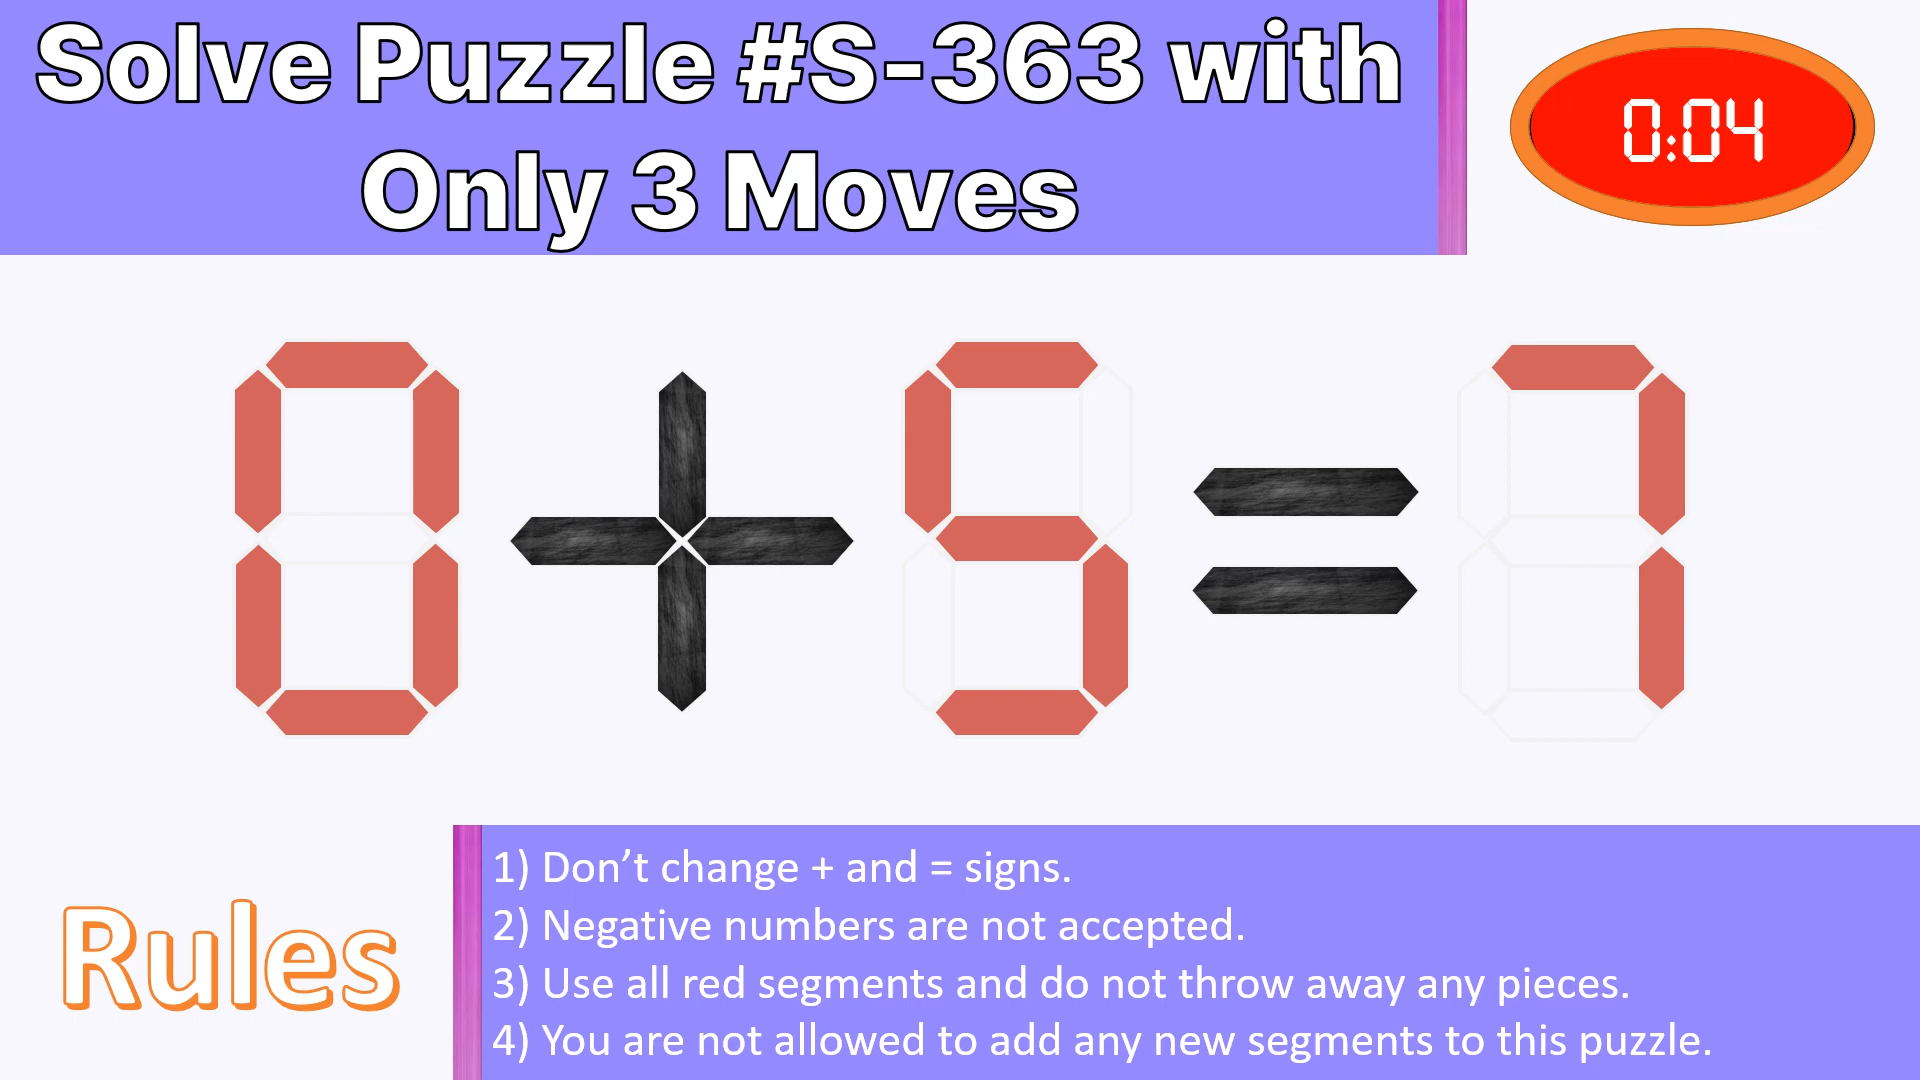 Solve Puzzle #S-363 with
Only 3 Moves
0:04
0 + 5 = 7
Rules
1) Don’t change + and = signs.
2) Negative numbers are not accepted.
3) Use all red segments and do not throw away any pieces.
4) You are not allowed to add any new segments to this puzzle.